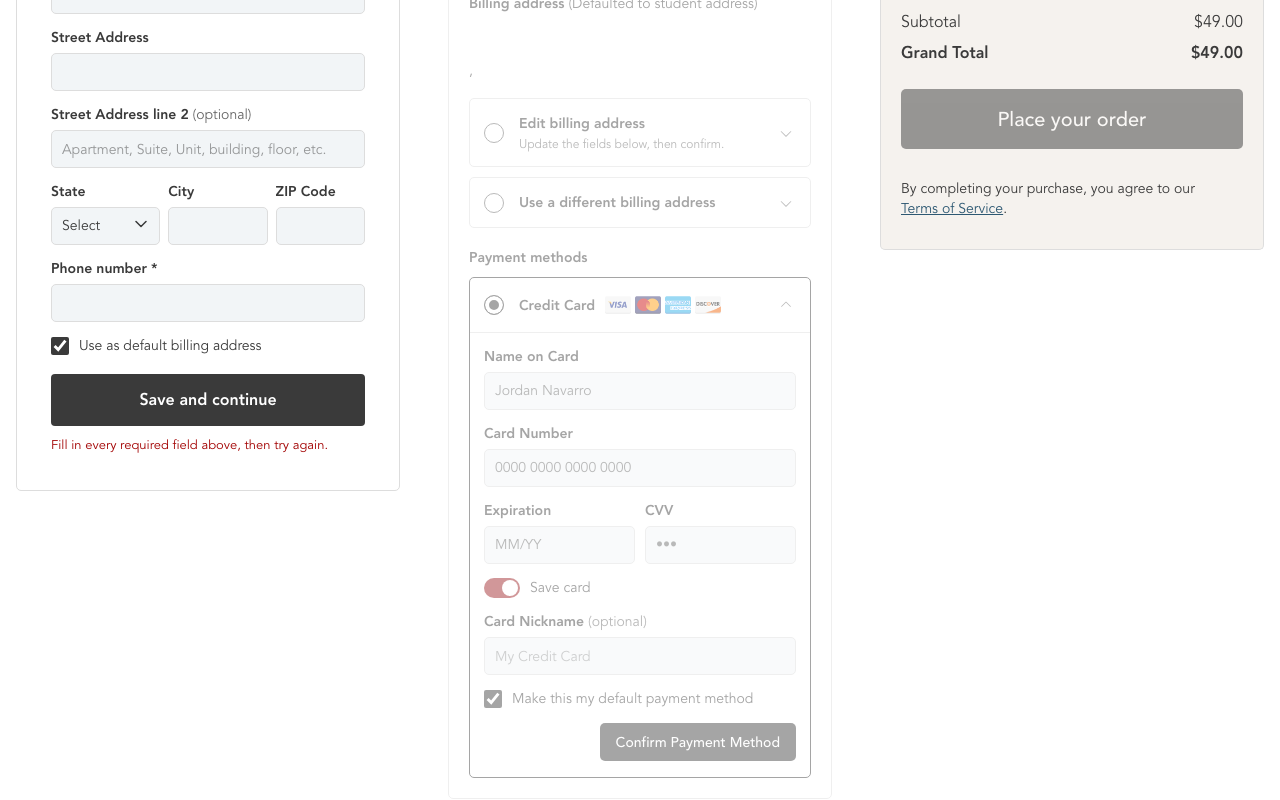 Street Address
Street Address line 2 (optional)
Apartment, Suite, Unit, building, floor, etc.
State City ZIP Code
Select
Phone number *
Use as default billing address
Save and continue
Fill in every required field above, then try again.
Billing address (Defaulted to student address)
,
Edit billing address
Update the fields below, then confirm.
Use a different billing address
Payment methods
Credit Card VISA DISCOVER
Name on Card
Jordan Navarro
Card Number
0000 0000 0000 0000
Expiration CVV
MM/YY •••
Save card
Card Nickname (optional)
My Credit Card
Make this my default payment method
Confirm Payment Method
Subtotal $49.00
Grand Total $49.00
Place your order
By completing your purchase, you agree to our
Terms of Service.